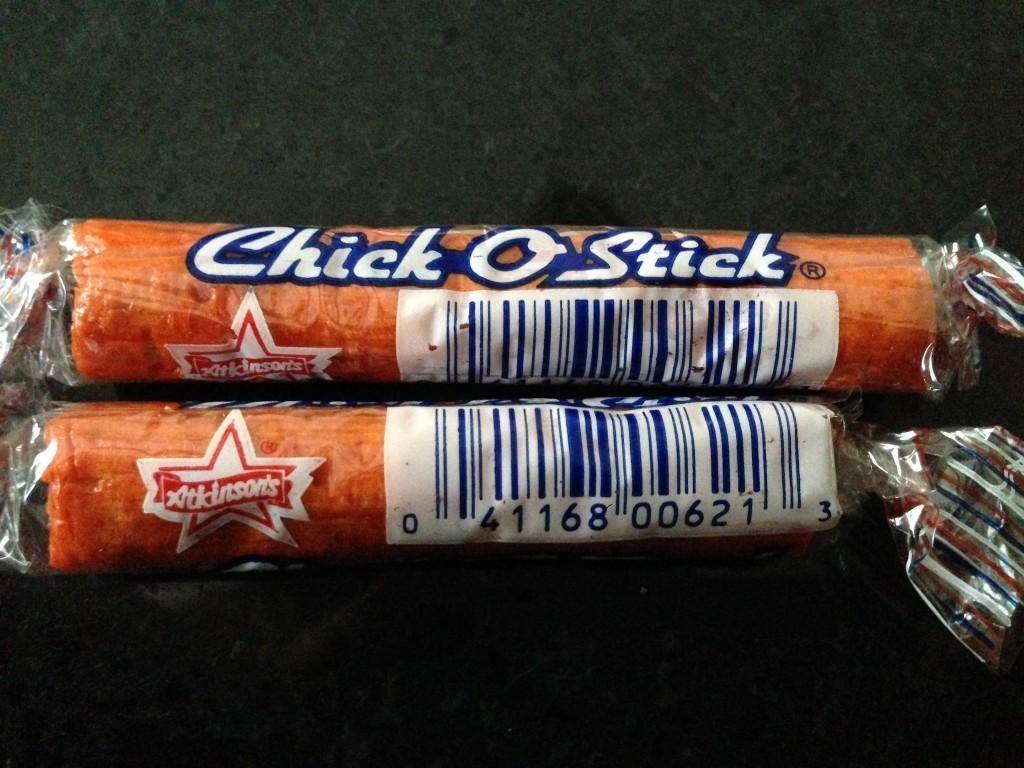 Chick O Stick®
Atkinson's
Atkinson's®
0 41168 00621 3